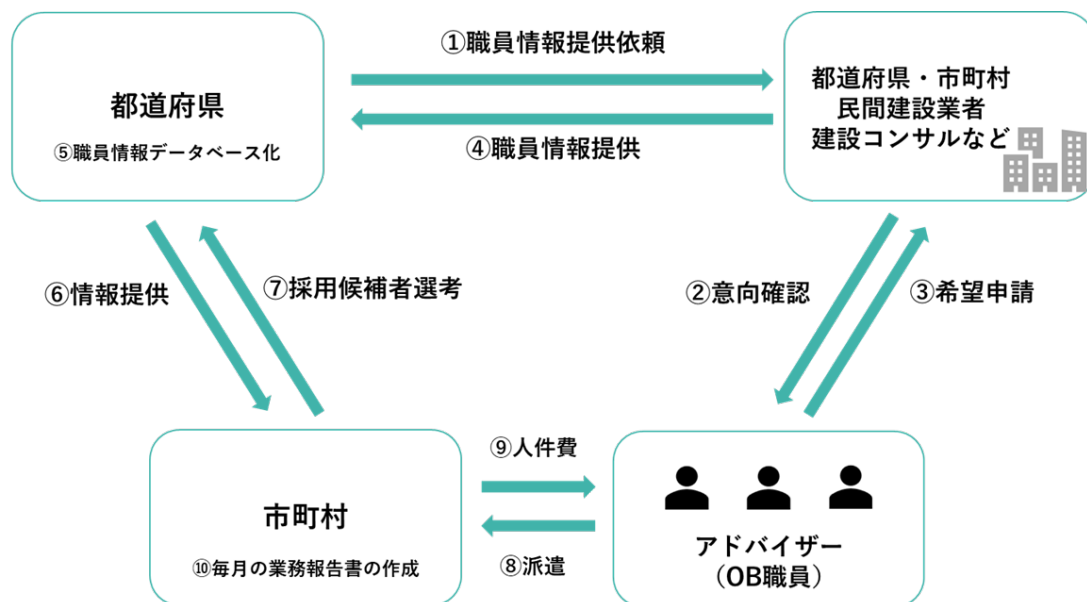 ①職員情報提供依頼
都道府県
⑤職員情報データベース化
④職員情報提供
都道府県・市町村
民間建設業者
建設コンサルなど
⑥情報提供
⑦採用候補者選考
②意向確認
③希望申請
市町村
⑩毎月の業務報告書の作成
⑨人件費
⑧派遣
アドバイザー
（OB職員）